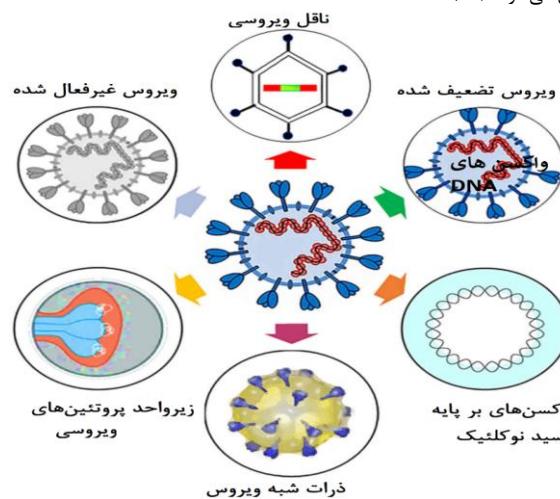 ناقل ویروسی
ویروس تضعیف شده
ویروس غیرفعال شده
واکسن های
DNA
زیرواحد پروتئین‌های
ویروسی
ذرات شبه ویروس
کسن‌های بر پایه
سید نوکلئیک